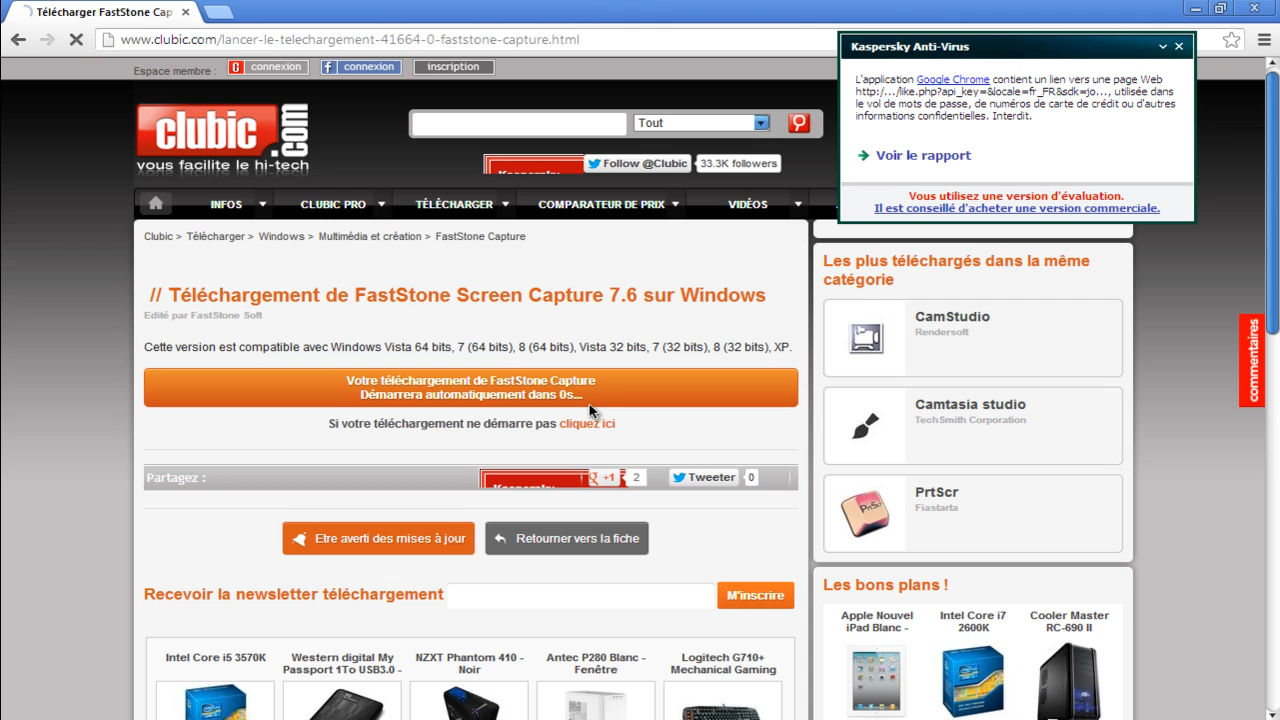 Télécharger FastStone Cap
www.clubic.com/lancer-le-telechargement-41664-0-faststone-capture.html
Espace membre :
connexion
f connexion
inscription
clubic.com
vous facilite le hi-tech
Tout
Follow @Clubic
33.3K followers
Kaspersky Anti-Virus
L'application Google Chrome contient un lien vers une page Web
http:/.../like.php?api_key=&locale=fr_FR&sdk=jo..., utilisée dans
le vol de mots de passe, de numéros de carte de crédit ou d'autres
informations confidentielles. Interdit.
Voir le rapport
Vous utilisez une version d'évaluation.
Il est conseillé d'acheter une version commerciale.
INFOS
CLUBIC PRO
TÉLÉCHARGER
COMPARATEUR DE PRIX
VIDÉOS
Clubic > Télécharger > Windows > Multimédia et création > FastStone Capture
// Téléchargement de FastStone Screen Capture 7.6 sur Windows
Edité par FastStone Soft
Cette version est compatible avec Windows Vista 64 bits, 7 (64 bits), 8 (64 bits), Vista 32 bits, 7 (32 bits), 8 (32 bits), XP.
Votre téléchargement de FastStone Capture
Démarrera automatiquement dans 0s...
Si votre téléchargement ne démarre pas cliquez ici
Partagez :
+1
2
Tweeter
0
Etre averti des mises à jour
Retourner vers la fiche
Recevoir la newsletter téléchargement
M'inscrire
Intel Core i5 3570K
Western digital My
Passport 1To USB3.0 -
NZXT Phantom 410 -
Noir
Antec P280 Blanc -
Fenêtre
Logitech G710+
Mechanical Gaming
Les plus téléchargés dans la même
catégorie
CamStudio
Rendersoft
Camtasia studio
TechSmith Corporation
PrtScr
Fiastarta
Les bons plans !
Apple Nouvel
iPad Blanc -
Intel Core i7
2600K
Cooler Master
RC-690 II
commentaires